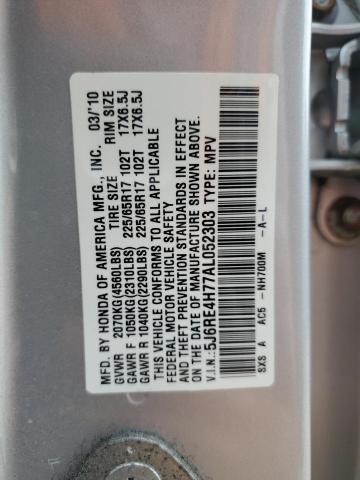 MFD. BY HONDA OF AMERICA MFG., INC. 03/'10
GVWR 2070KG(4560LBS) TIRE SIZE RIM SIZE
GAWR F 1050KG(2310LBS) 225/65R17 102T 17X6.5J
GAWR R 1040KG(2290LBS) 225/65R17 102T 17X6.5J
THIS VEHICLE CONFORMS TO ALL APPLICABLE
FEDERAL MOTOR VEHICLE SAFETY
AND THEFT PREVENTION STANDARDS IN EFFECT
ON THE DATE OF MANUFACTURE SHOWN ABOVE.
V.I.N: 5J6RE4H77AL052303 TYPE: MPV
SXS A AC5 -NH700M -A-L